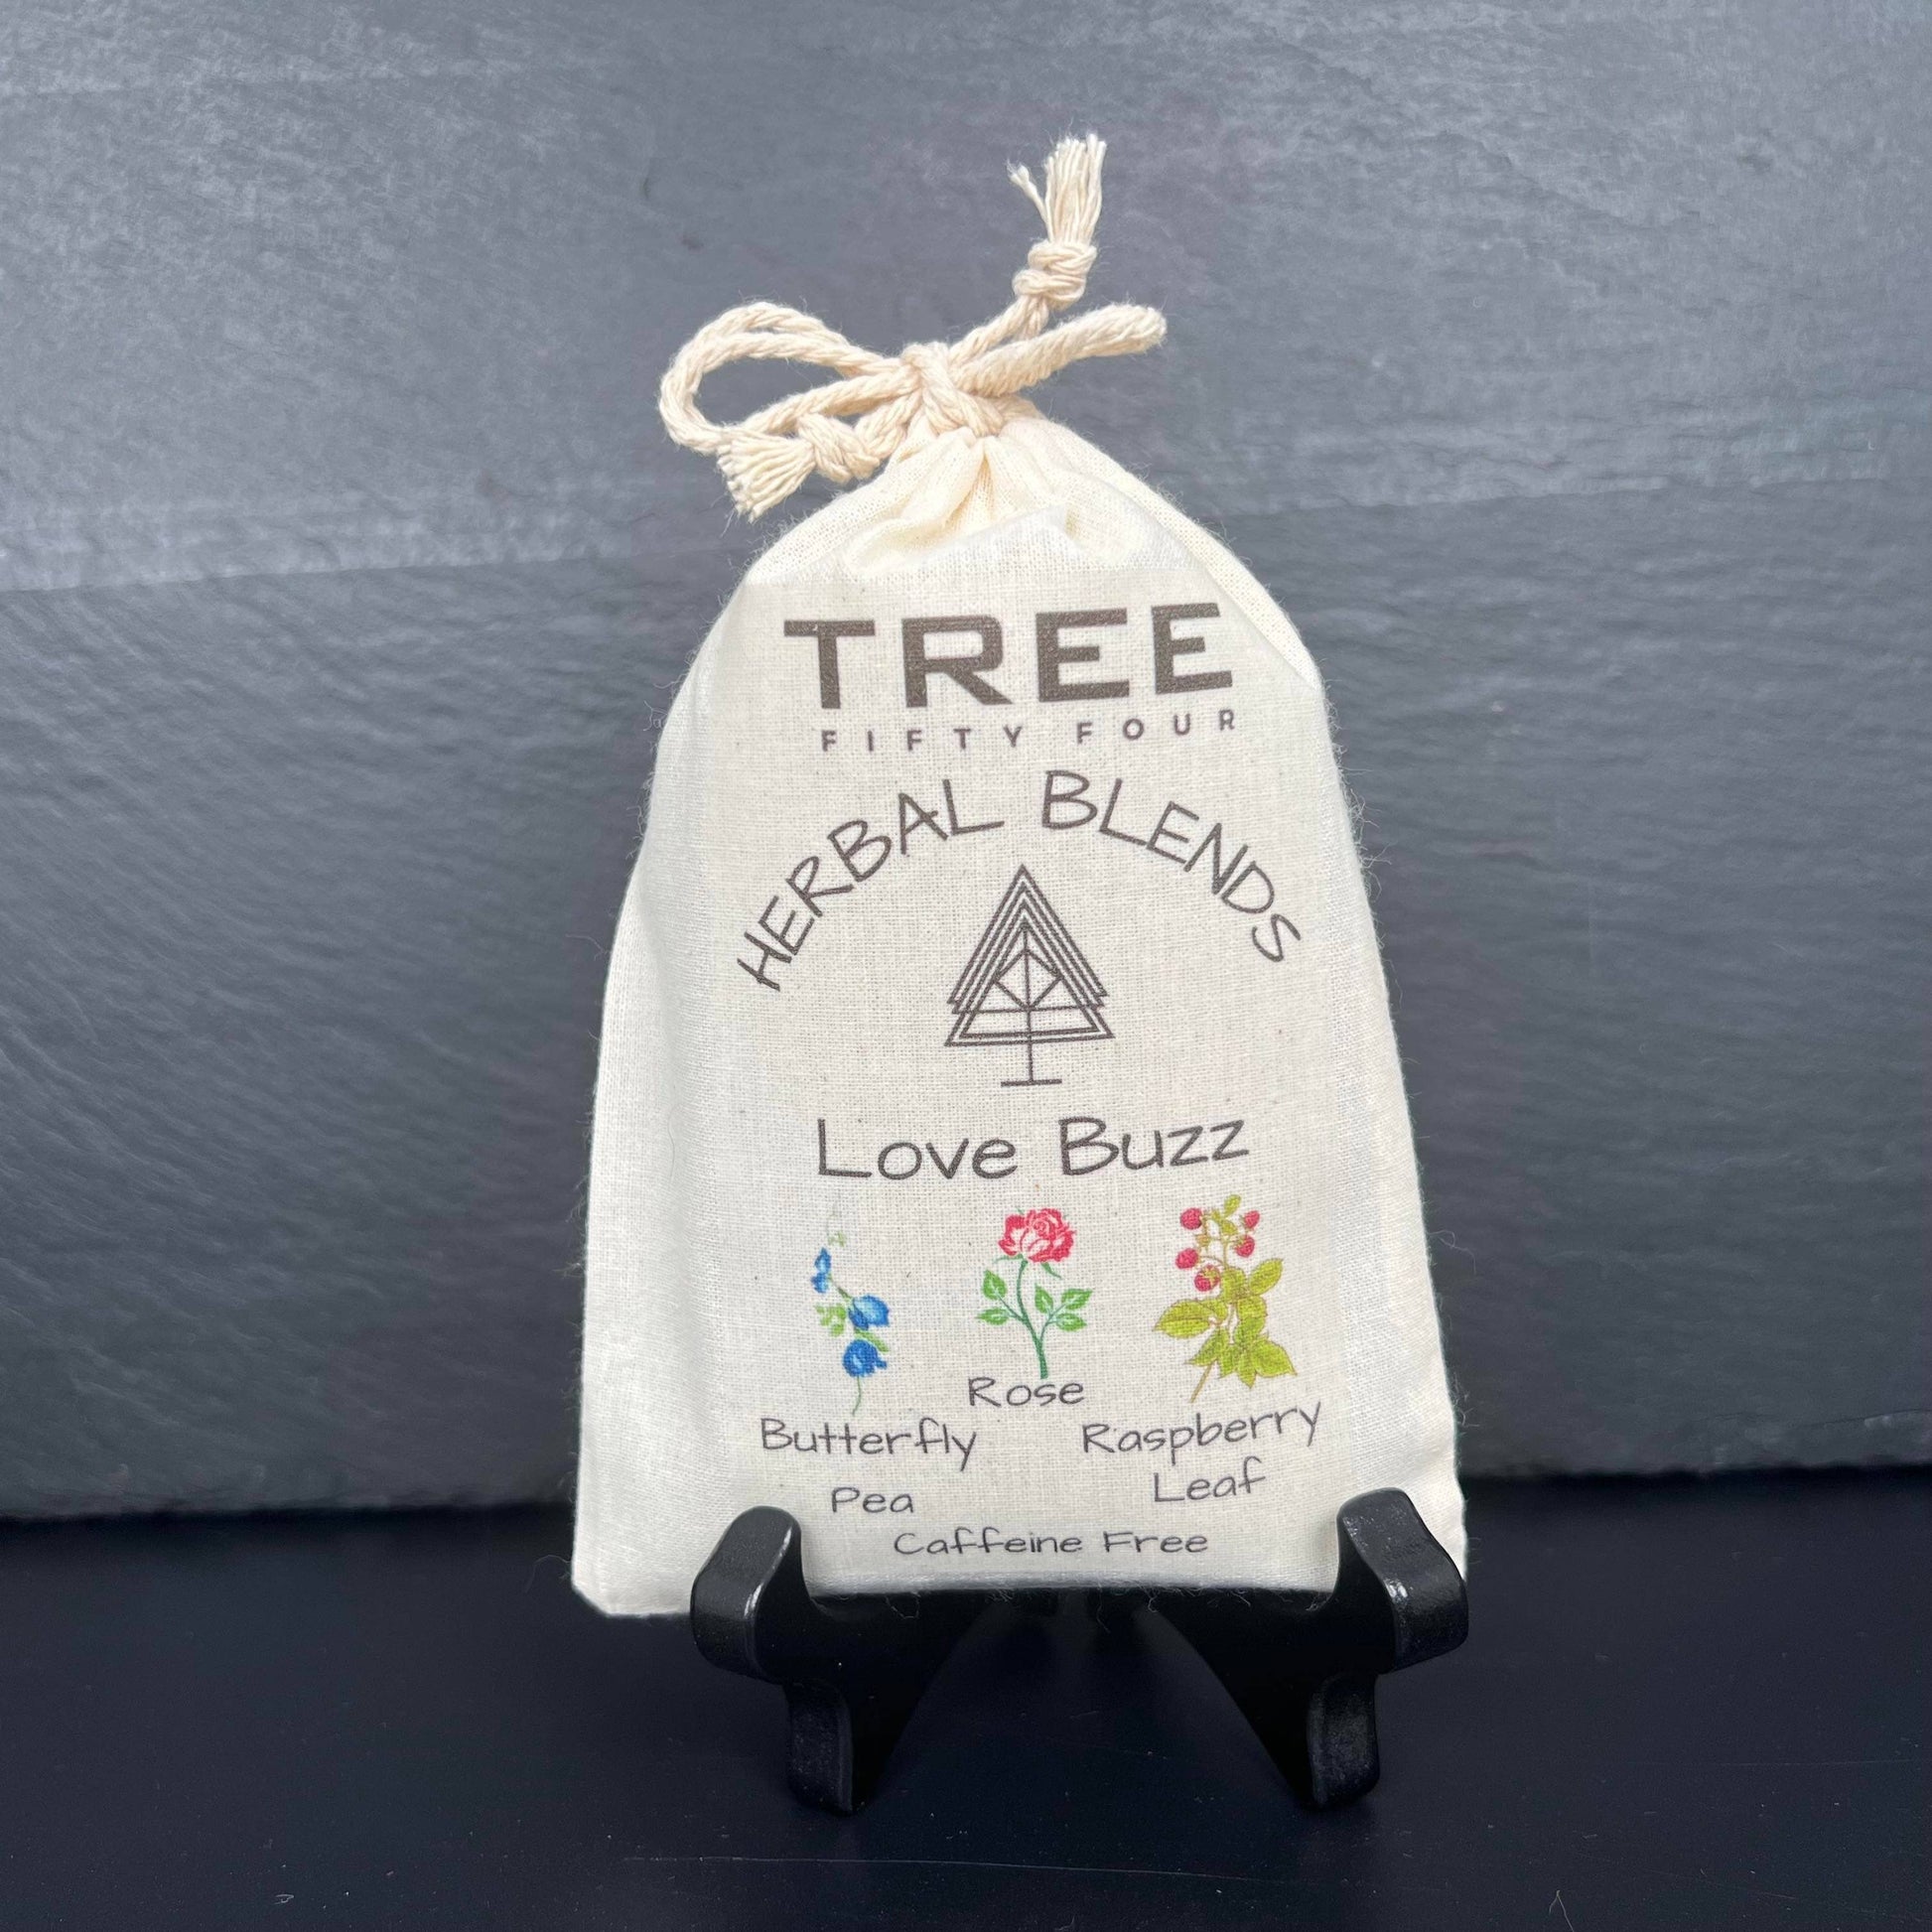 TREE
FIFTY FOUR
HERBAL BLENDS
Love Buzz
Rose
Butterfly
Pea
Raspberry
Leaf
Caffeine Free